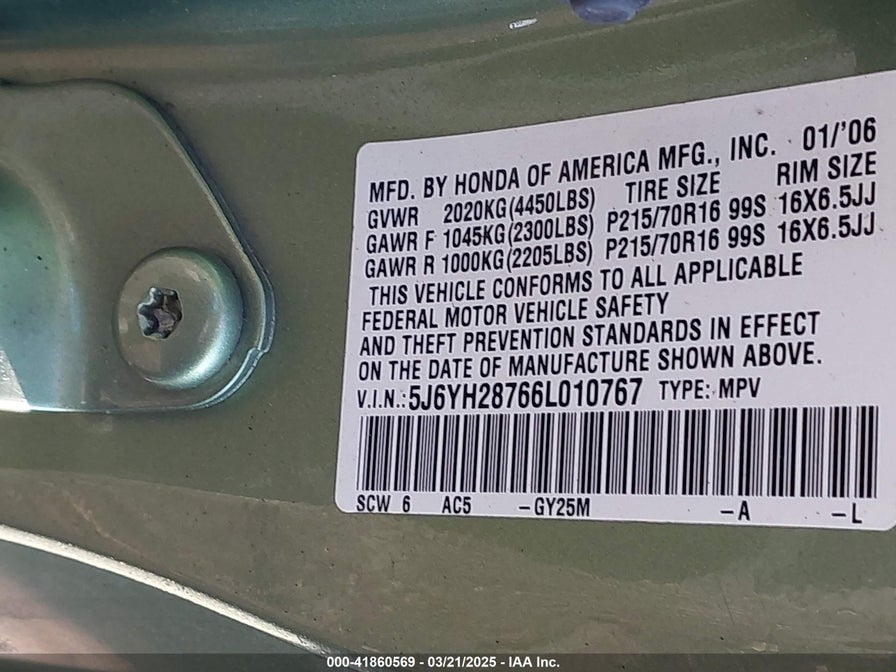 MFD. BY HONDA OF AMERICA MFG., INC. 01/'06
GVWR 2020KG(4450LBS) TIRE SIZE RIM SIZE
GAWR F 1045KG(2300LBS) P215/70R16 99S 16X6.5JJ
GAWR R 1000KG(2205LBS) P215/70R16 99S 16X6.5JJ
THIS VEHICLE CONFORMS TO ALL APPLICABLE
FEDERAL MOTOR VEHICLE SAFETY
AND THEFT PREVENTION STANDARDS IN EFFECT
ON THE DATE OF MANUFACTURE SHOWN ABOVE.
V.I.N.: 5J6YH28766L010767 TYPE: MPV
SCW 6 AC5 -GY25M -A -L
000-41860569 - 03/21/2025 - IAA Inc.